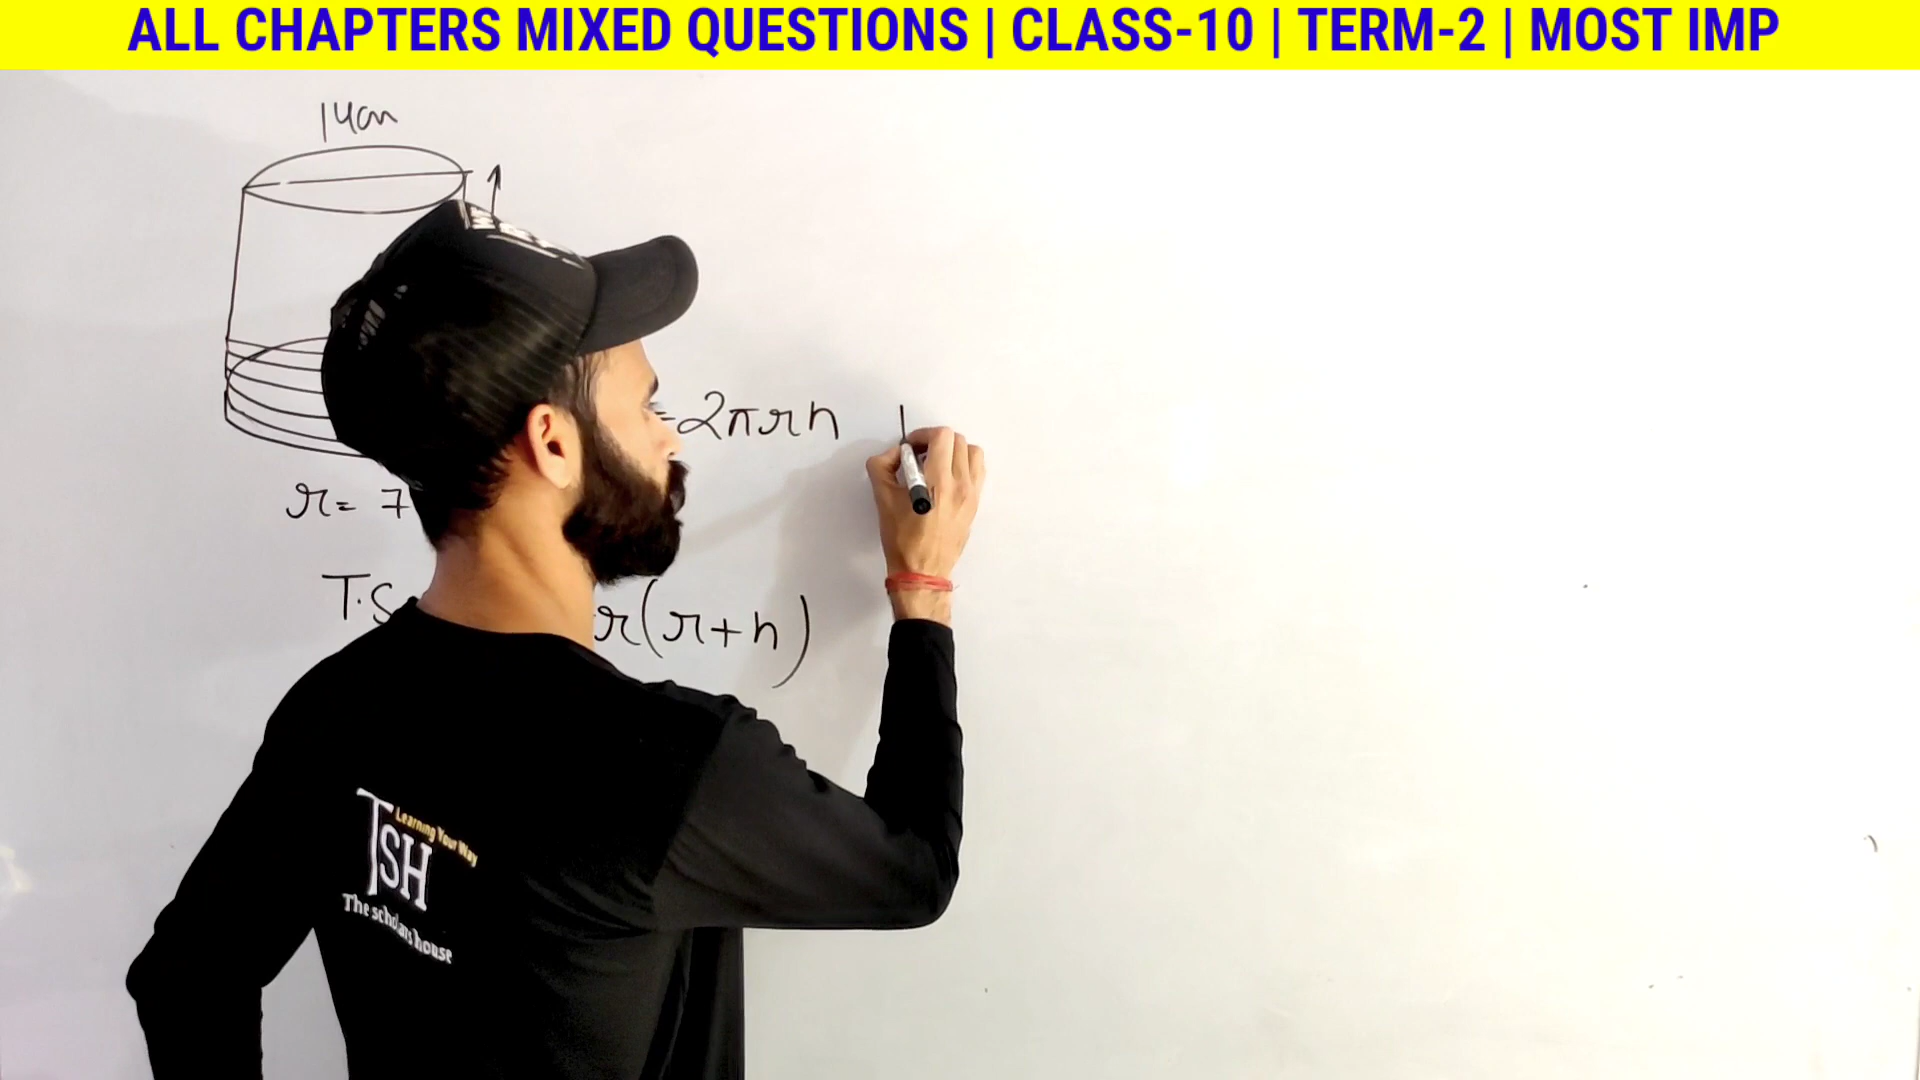 ALL CHAPTERS MIXED QUESTIONS | CLASS-10 | TERM-2 | MOST IMP
14cm
= 2πrh
r = 7
T.S
r(r+h)
Learning Your Way
TSH
The scholars house